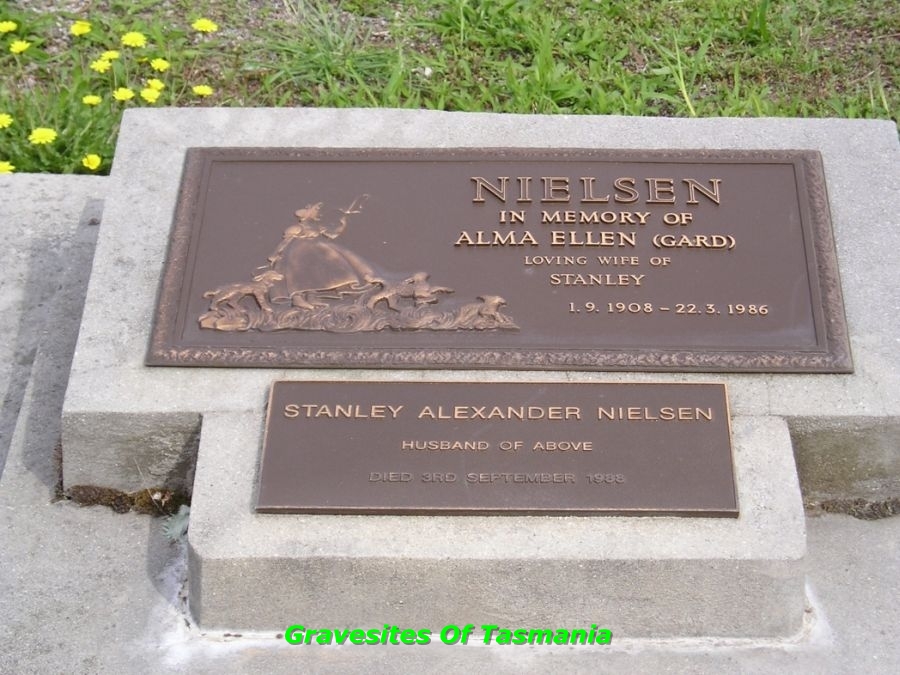 NIELSEN
IN MEMORY OF
ALMA ELLEN (GARD)
LOVING WIFE OF
STANLEY
1.9.1908 – 22.3.1986
STANLEY ALEXANDER NIELSEN
HUSBAND OF ABOVE
DIED 3RD SEPTEMBER 1988
Gravesites Of Tasmania